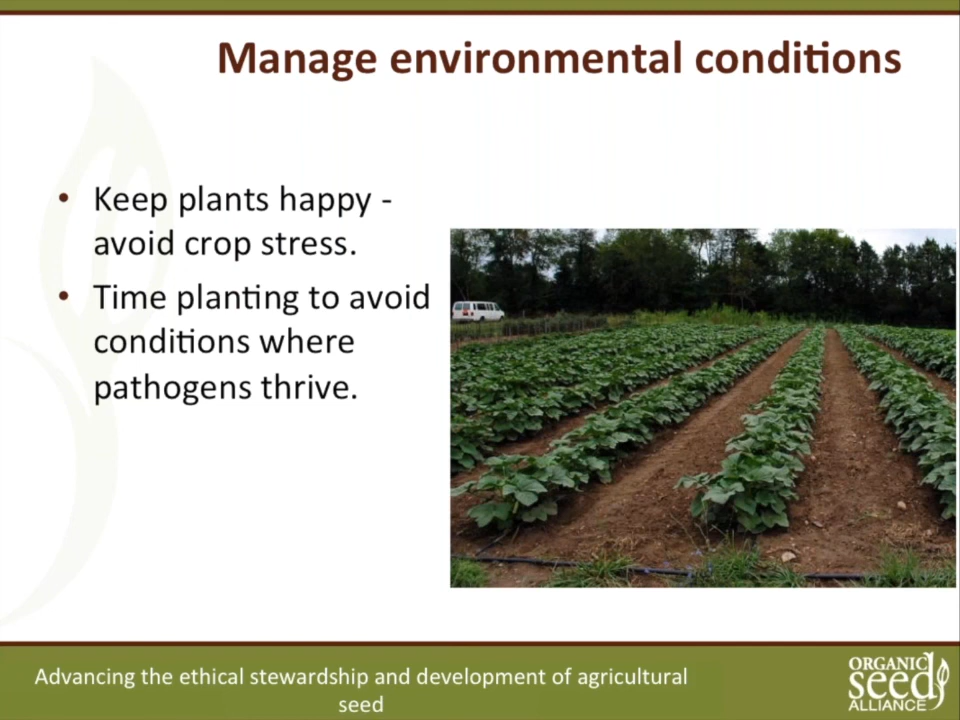 Manage environmental conditions
• Keep plants happy -
avoid crop stress.
• Time planting to avoid
conditions where
pathogens thrive.
Advancing the ethical stewardship and development of agricultural
seed
ORGANIC
seed
ALLIANCE